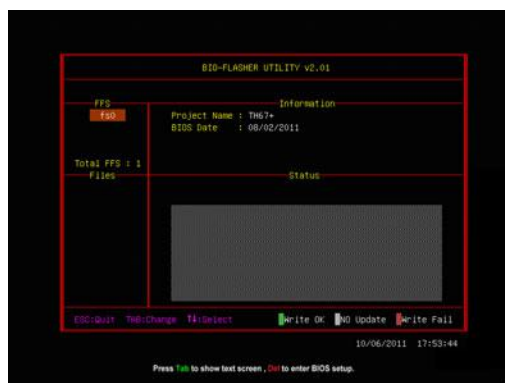 BIO-FLASHER UTILITY v2.01
FFS
Information
fs0
Project Name : TH67+
BIOS Date : 08/02/2011
Total FFS : 1
Files
Status
ESC:Quit TAB:Change ↑↓:Select Write OK NO Update Write Fail
10/06/2011 17:53:44
Press Tab to show text screen , Del to enter BIOS setup.